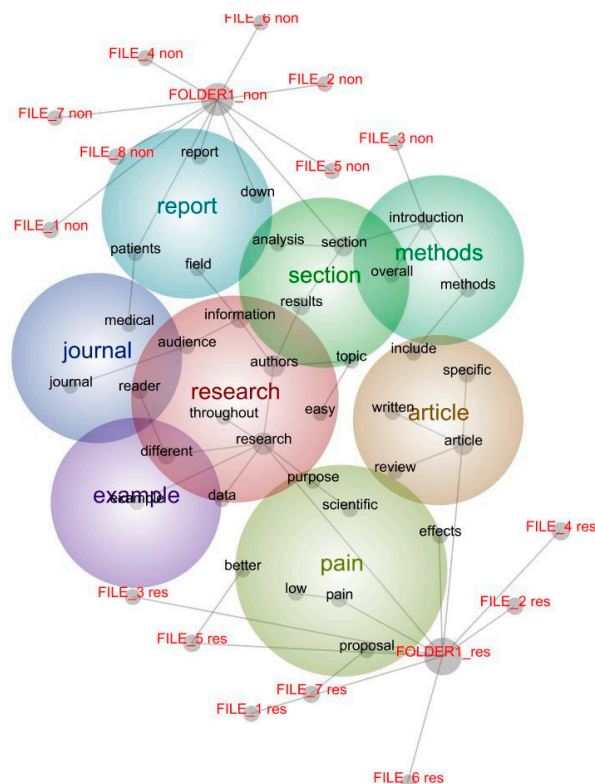 FILE_6 non
FILE_4 non
FILE_2 non
FOLDER1_non
FILE_7 non
FILE_3 non
FILE_8 non
report
FILE_5 non
down
report
introduction
FILE_1 non
analysis
section
methods
patients
field
section
overall
methods
results
medical
information
journal
audience
include
authors
topic
journal
reader
research
specific
throughout
easy
written
article
research
article
different
review
purpose
example
example
data
scientific
effects
FILE_4 res
better
pain
low
pain
FILE_3 res
FILE_2 res
FILE_5 res
proposal
FOLDER1_res
FILE_7 res
FILE_1 res
FILE_6 res